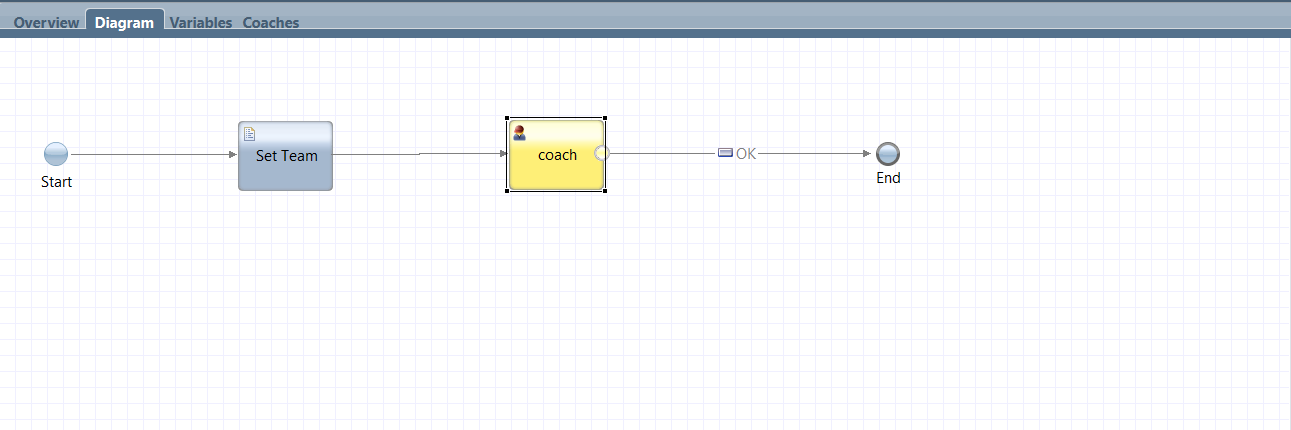 Overview Diagram Variables Coaches
Set Team
coach
OK
Start
End